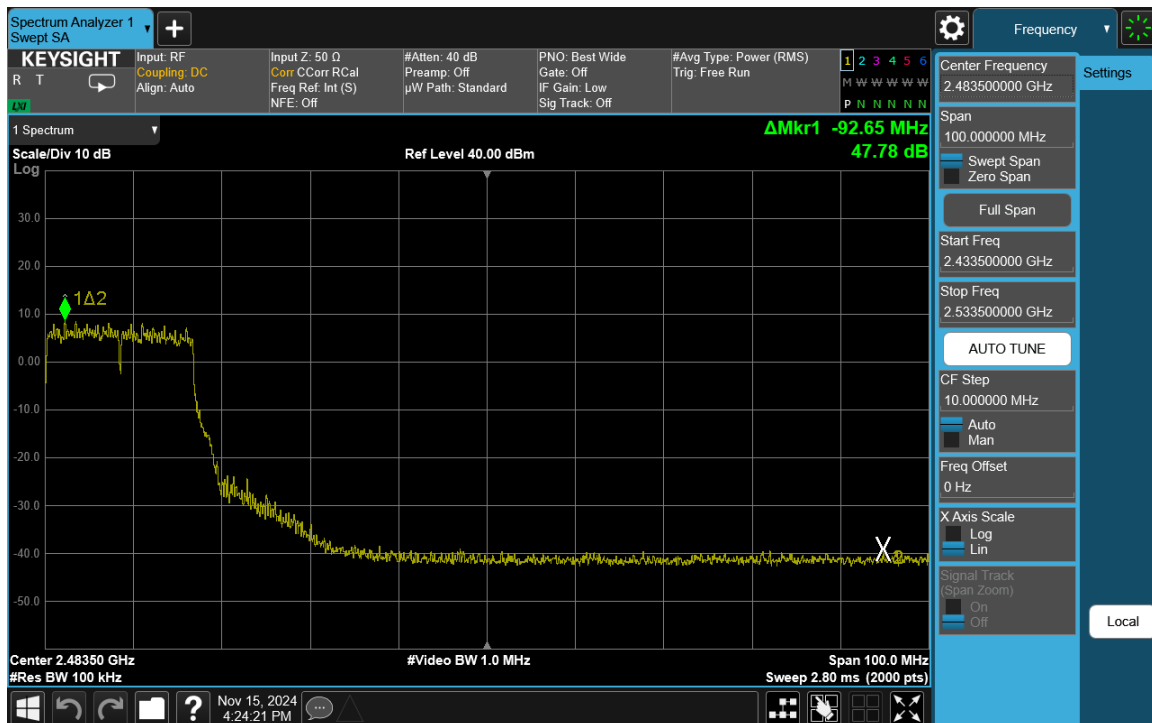 Spectrum Analyzer 1
Swept SA
+
Frequency
KEYSIGHT
R T
LXI
Input: RF
Coupling: DC
Align: Auto
Input Z: 50 Ω
Corr CCorr RCal
Freq Ref: Int (S)
NFE: Off
#Atten: 40 dB
Preamp: Off
µW Path: Standard
PNO: Best Wide
Gate: Off
IF Gain: Low
Sig Track: Off
#Avg Type: Power (RMS)
Trig: Free Run
1 2 3 4 5 6
M W W W W W
P N N N N N
1 Spectrum
Scale/Div 10 dB
Log
Ref Level 40.00 dBm
ΔMkr1 -92.65 MHz
47.78 dB
30.0
20.0
10.0
0.00
-10.0
-20.0
-30.0
-40.0
-50.0
1Δ2
X2
Center 2.48350 GHz
#Res BW 100 kHz
#Video BW 1.0 MHz
Span 100.0 MHz
Sweep 2.80 ms (2000 pts)
Center Frequency
2.483500000 GHz
Span
100.000000 MHz
Swept Span
Zero Span
Full Span
Start Freq
2.433500000 GHz
Stop Freq
2.533500000 GHz
AUTO TUNE
CF Step
10.000000 MHz
Auto
Man
Freq Offset
0 Hz
X Axis Scale
Log
Lin
Signal Track
(Span Zoom)
On
Off
Settings
Local
?
Nov 15, 2024
4:24:21 PM